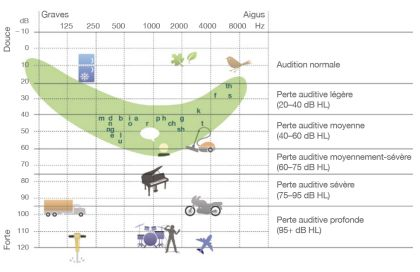 Graves Aigus
125 250 500 1000 2000 4000 8000 Hz
dB
Douce
-10
0
10
Audition normale
20
th
f s
Perte auditive légère
(20–40 dB HL)
30
k
40
m d b i a p h g
n o r ch t
ng e sh
l
u
Perte auditive moyenne
(40–60 dB HL)
50
60
Perte auditive moyennement-sévère
(60–75 dB HL)
70
80
Perte auditive sévère
(75–95 dB HL)
90
100
Perte auditive profonde
(95+ dB HL)
110
120
Forte